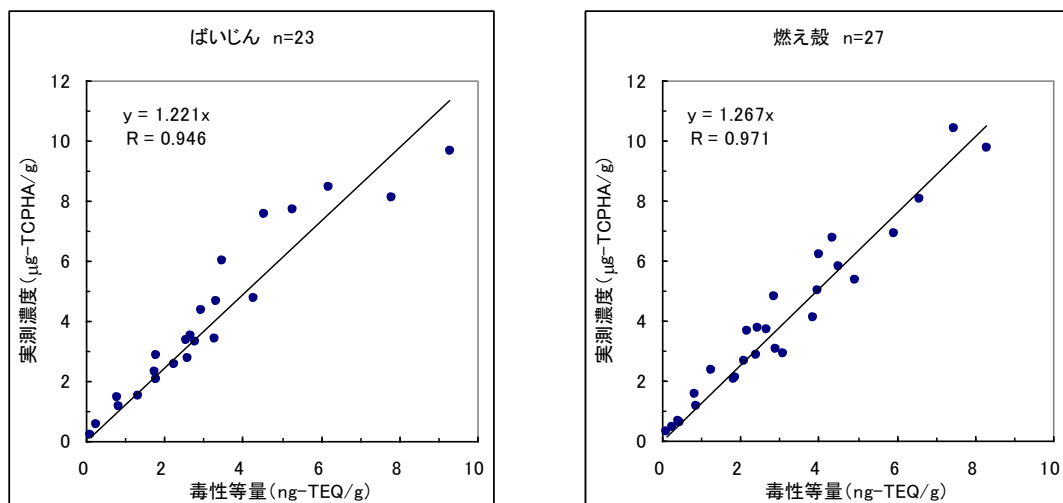 ばいじん n=23
y = 1.221x
R = 0.946
実測濃度(μg-TCPHA/g)
12
10
8
6
4
2
0
0 2 4 6 8 10
毒性等量(ng-TEQ/g)
燃え殻 n=27
y = 1.267x
R = 0.971
実測濃度(μg-TCPHA/g)
12
10
8
6
4
2
0
0 2 4 6 8 10
毒性等量(ng-TEQ/g)